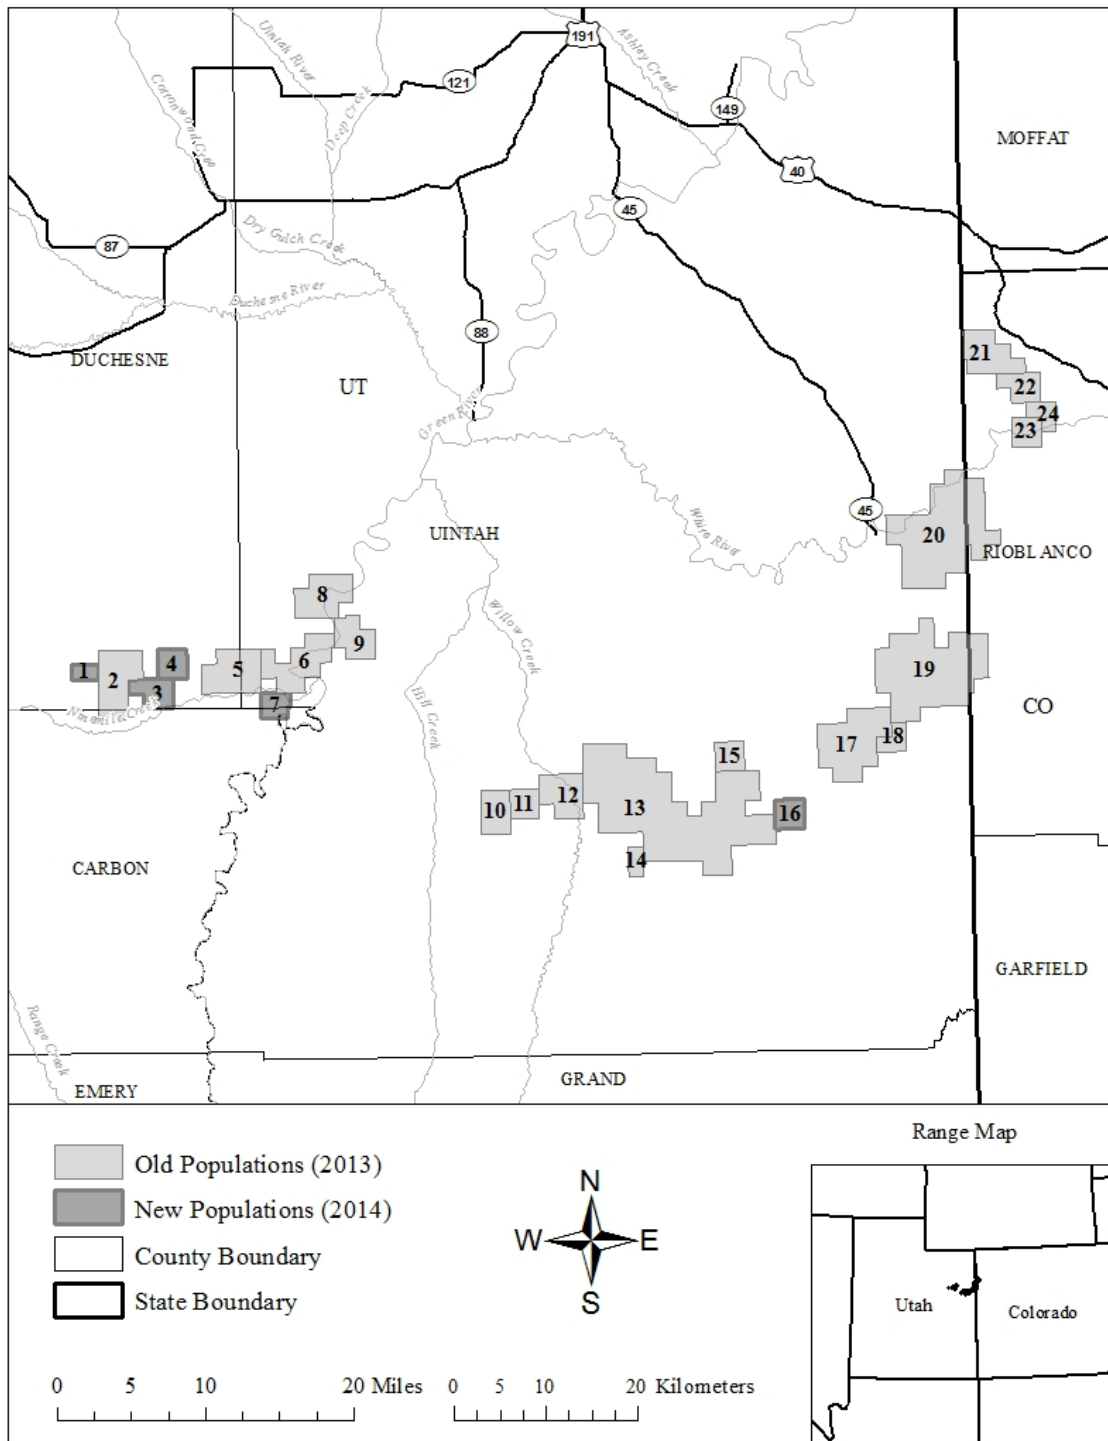 191
Uintah River
Ashley Creek
121
Cottonwood Cree
Deep Creek
149
MOFFAT
40
45
87
Dry Gulch Creek
Duchesne River
88
DUCHESNE
UT
21
22
24
23
Green River
45
White River
UINTAH
20
RIOBLANCO
8
9
Willow Creek
1
2
3
4
5
6
7
19
Hill Creek
CO
17
18
15
10
11
12
13
16
14
CARBON
GARFIELD
Range Creek
EMERY
GRAND
Old Populations (2013)
New Populations (2014)
County Boundary
State Boundary
N
W
E
S
Range Map
Utah
Colorado
0 5 10 20 Miles
0 5 10 20 Kilometers